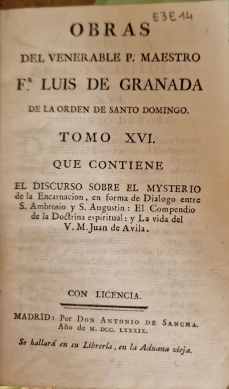 E3E14
OBRAS
DEL VENERABLE P. MAESTRO
Fᴿ. LUIS DE GRANADA
DE LA ORDEN DE SANTO DOMINGO.
TOMO XVI.
QUE CONTIENE
EL DISCURSO SOBRE EL MYSTERIO
de la Encarnacion, en forma de Dialogo entre
S. Ambrosio y S. Augustin: El Compendio
de la Doctrina espiritual: y La vida del
V. M. Juan de Avila.
CON LICENCIA.
MADRID: Por DON ANTONIO DE SANCHA.
Año de M. DCC. LXXXIX.
Se hallará en su Librería, en la Aduana vieja.